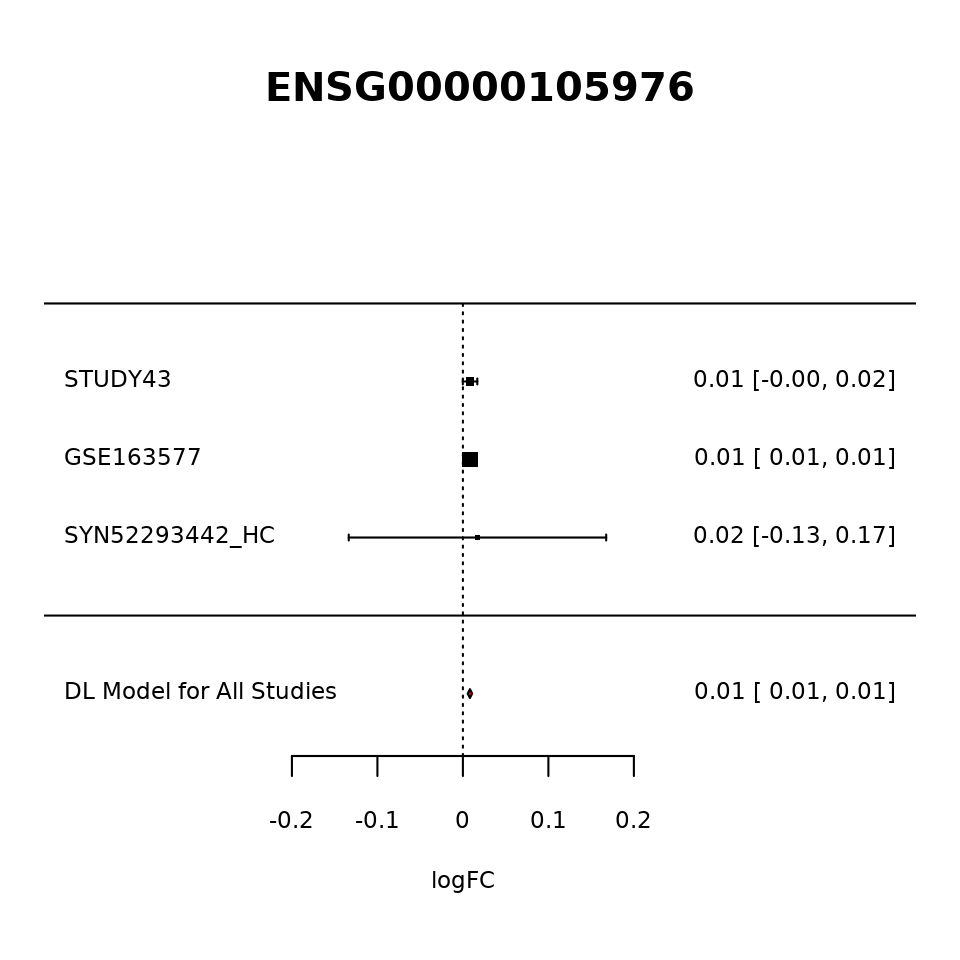 ENSG00000105976
STUDY43 0.01 [-0.00, 0.02]
GSE163577 0.01 [ 0.01, 0.01]
SYN52293442_HC 0.02 [-0.13, 0.17]
DL Model for All Studies 0.01 [ 0.01, 0.01]
-0.2 -0.1 0 0.1 0.2
logFC